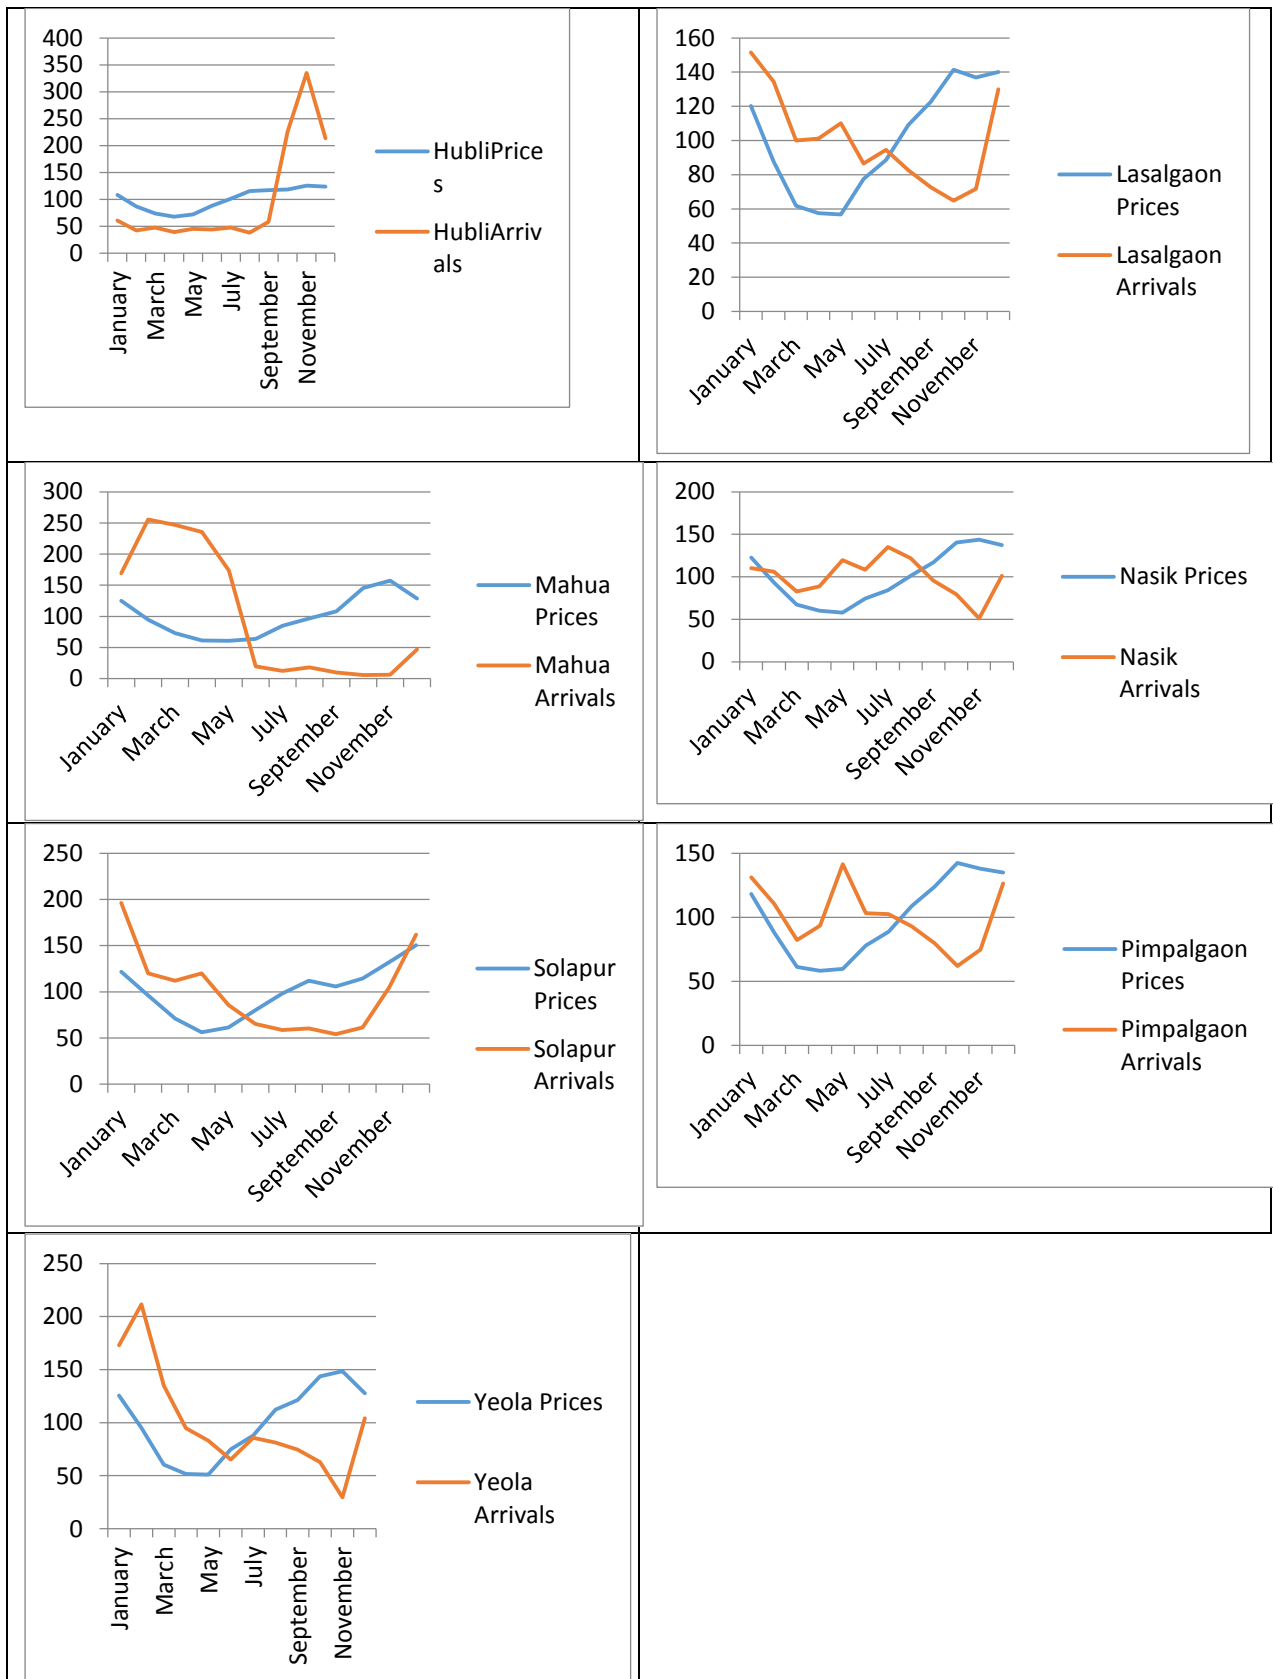 400
350
300
250
200
150
100
50
0
January
March
May
July
September
November
HubliPrice
s
HubliArriv
als
160
140
120
100
80
60
40
20
0
January
March
May
July
September
November
Lasalgaon
Prices
Lasalgaon
Arrivals
300
250
200
150
100
50
0
January
March
May
July
September
November
Mahua
Prices
Mahua
Arrivals
200
150
100
50
0
January
March
May
July
September
November
Nasik Prices
Nasik
Arrivals
250
200
150
100
50
0
January
March
May
July
September
November
Solapur
Prices
Solapur
Arrivals
150
100
50
0
January
March
May
July
September
November
Pimpalgaon
Prices
Pimpalgaon
Arrivals
250
200
150
100
50
0
January
March
May
July
September
November
Yeola Prices
Yeola
Arrivals